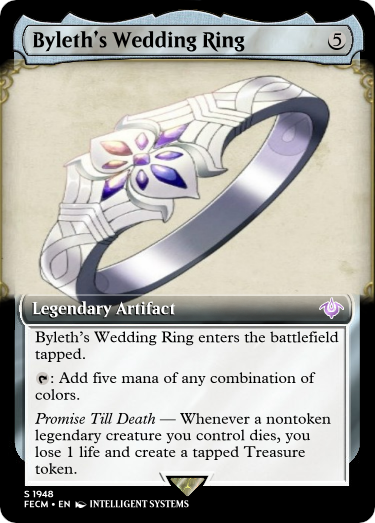 Byleth's Wedding Ring 5
Legendary Artifact
Byleth's Wedding Ring enters the battlefield
tapped.
: Add five mana of any combination of
colors.
Promise Till Death — Whenever a nontoken
legendary creature you control dies, you
lose 1 life and create a tapped Treasure
token.
S 1948
FECM • EN INTELLIGENT SYSTEMS